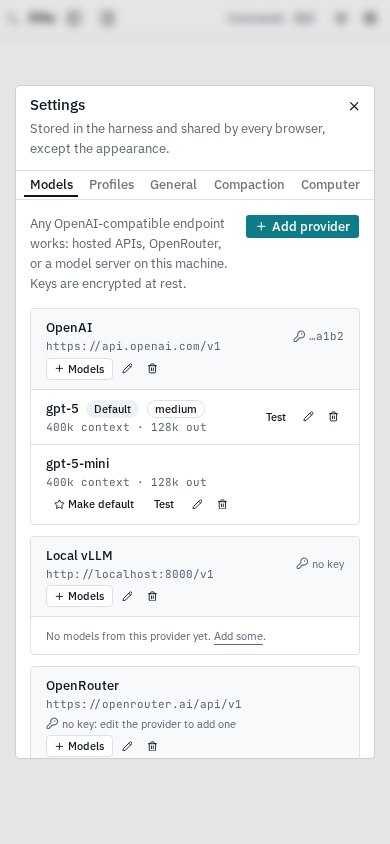 Settings
Stored in the harness and shared by every browser,
except the appearance.
Models Profiles General Compaction Computer
Any OpenAI-compatible endpoint
works: hosted APIs, OpenRouter,
or a model server on this machine.
Keys are encrypted at rest.
+ Add provider
OpenAI
https://api.openai.com/v1
…a1b2
+ Models
gpt-5 Default medium
400k context · 128k out
Test
gpt-5-mini
400k context · 128k out
Make default Test
Local vLLM
http://localhost:8000/v1
no key
+ Models
No models from this provider yet. Add some.
OpenRouter
https://openrouter.ai/api/v1
no key: edit the provider to add one
+ Models